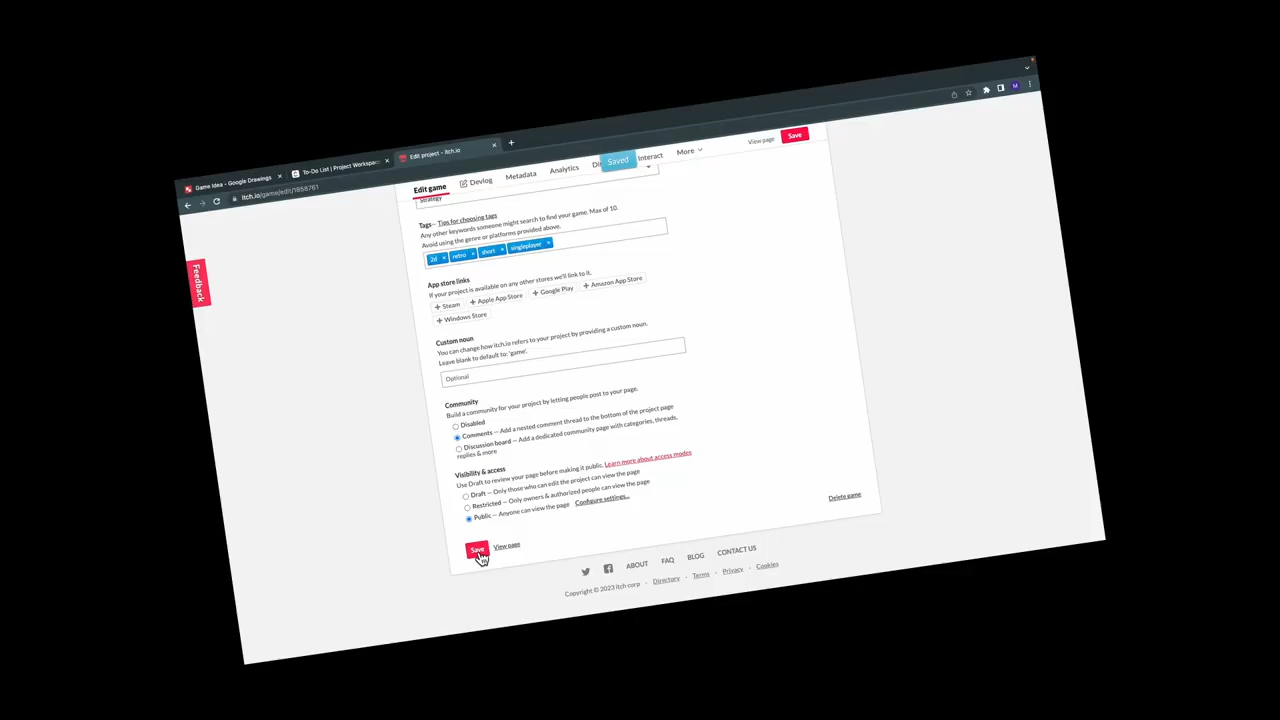 Game Idea - Google Drawings
To-Do List | Project Workspac
Edit project - itch.io
itch.io/game/edit/1858761
M
View page
Save
Edit game
Devlog
Metadata
Analytics
Saved
Interact
More
Strategy
Tags— Tips for choosing tags
Any other keywords someone might search to find your game. Max of 10.
Avoid using the genre or platforms provided above.
2d × retro × short × singleplayer ×
App store links
If your project is available on any other stores we'll link to it.
+ Steam + Apple App Store + Google Play + Amazon App Store
+ Windows Store
Custom noun
You can change how itch.io refers to your project by providing a custom noun.
Leave blank to default to: 'game'.
Optional
Community
Build a community for your project by letting people post to your page.
Disabled
Comments — Add a nested comment thread to the bottom of the project page
Discussion board — Add a dedicated community page with categories, threads,
replies & more
Visibility & access
Use Draft to review your page before making it public. Learn more about access modes
Draft — Only those who can edit the project can view the page
Restricted — Only owners & authorized people can view the page
Public — Anyone can view the page Configure settings…
Save
View page
Delete game
Feedback
ABOUT FAQ BLOG CONTACT US
Copyright © 2023 itch corp · Directory · Terms · Privacy · Cookies